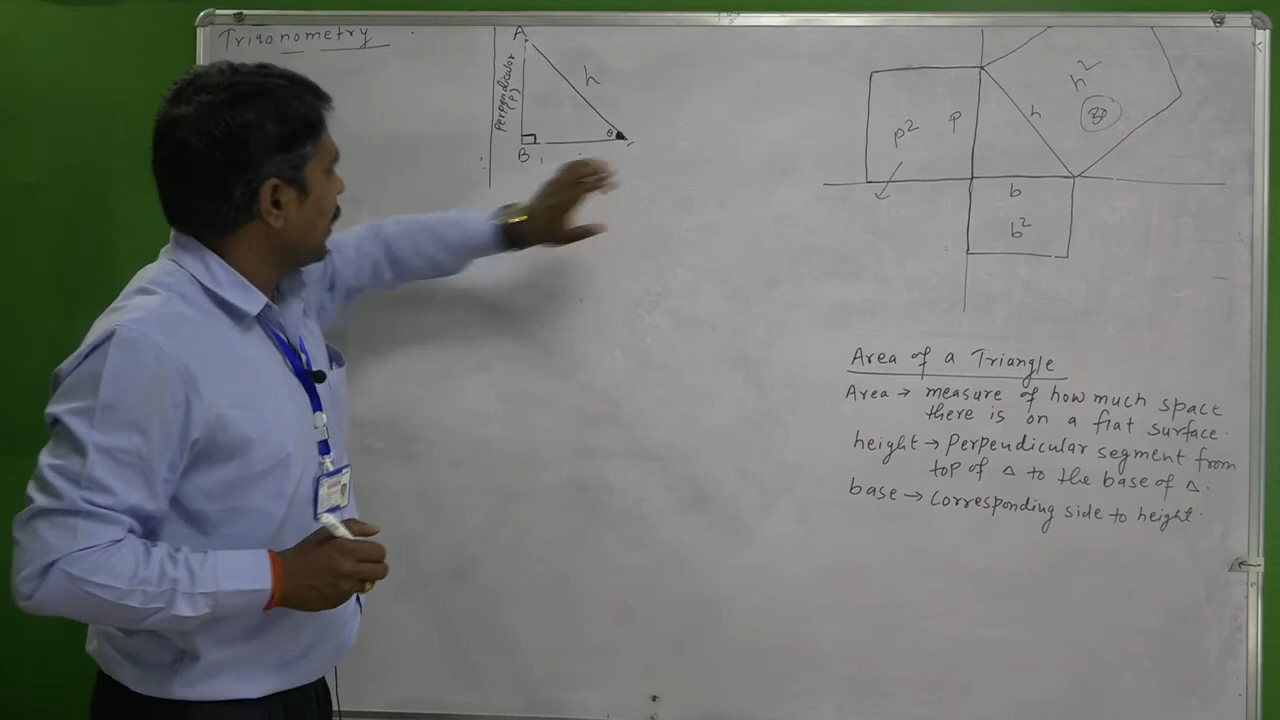 Trigonometry
A
h
Perpendicular
(P)
θ
B
p²
p
h
h²
b
b²
Area of a Triangle
Area → measure of how much space
there is on a flat surface.
height → Perpendicular segment from
top of Δ to the base of Δ.
base → Corresponding side to height.